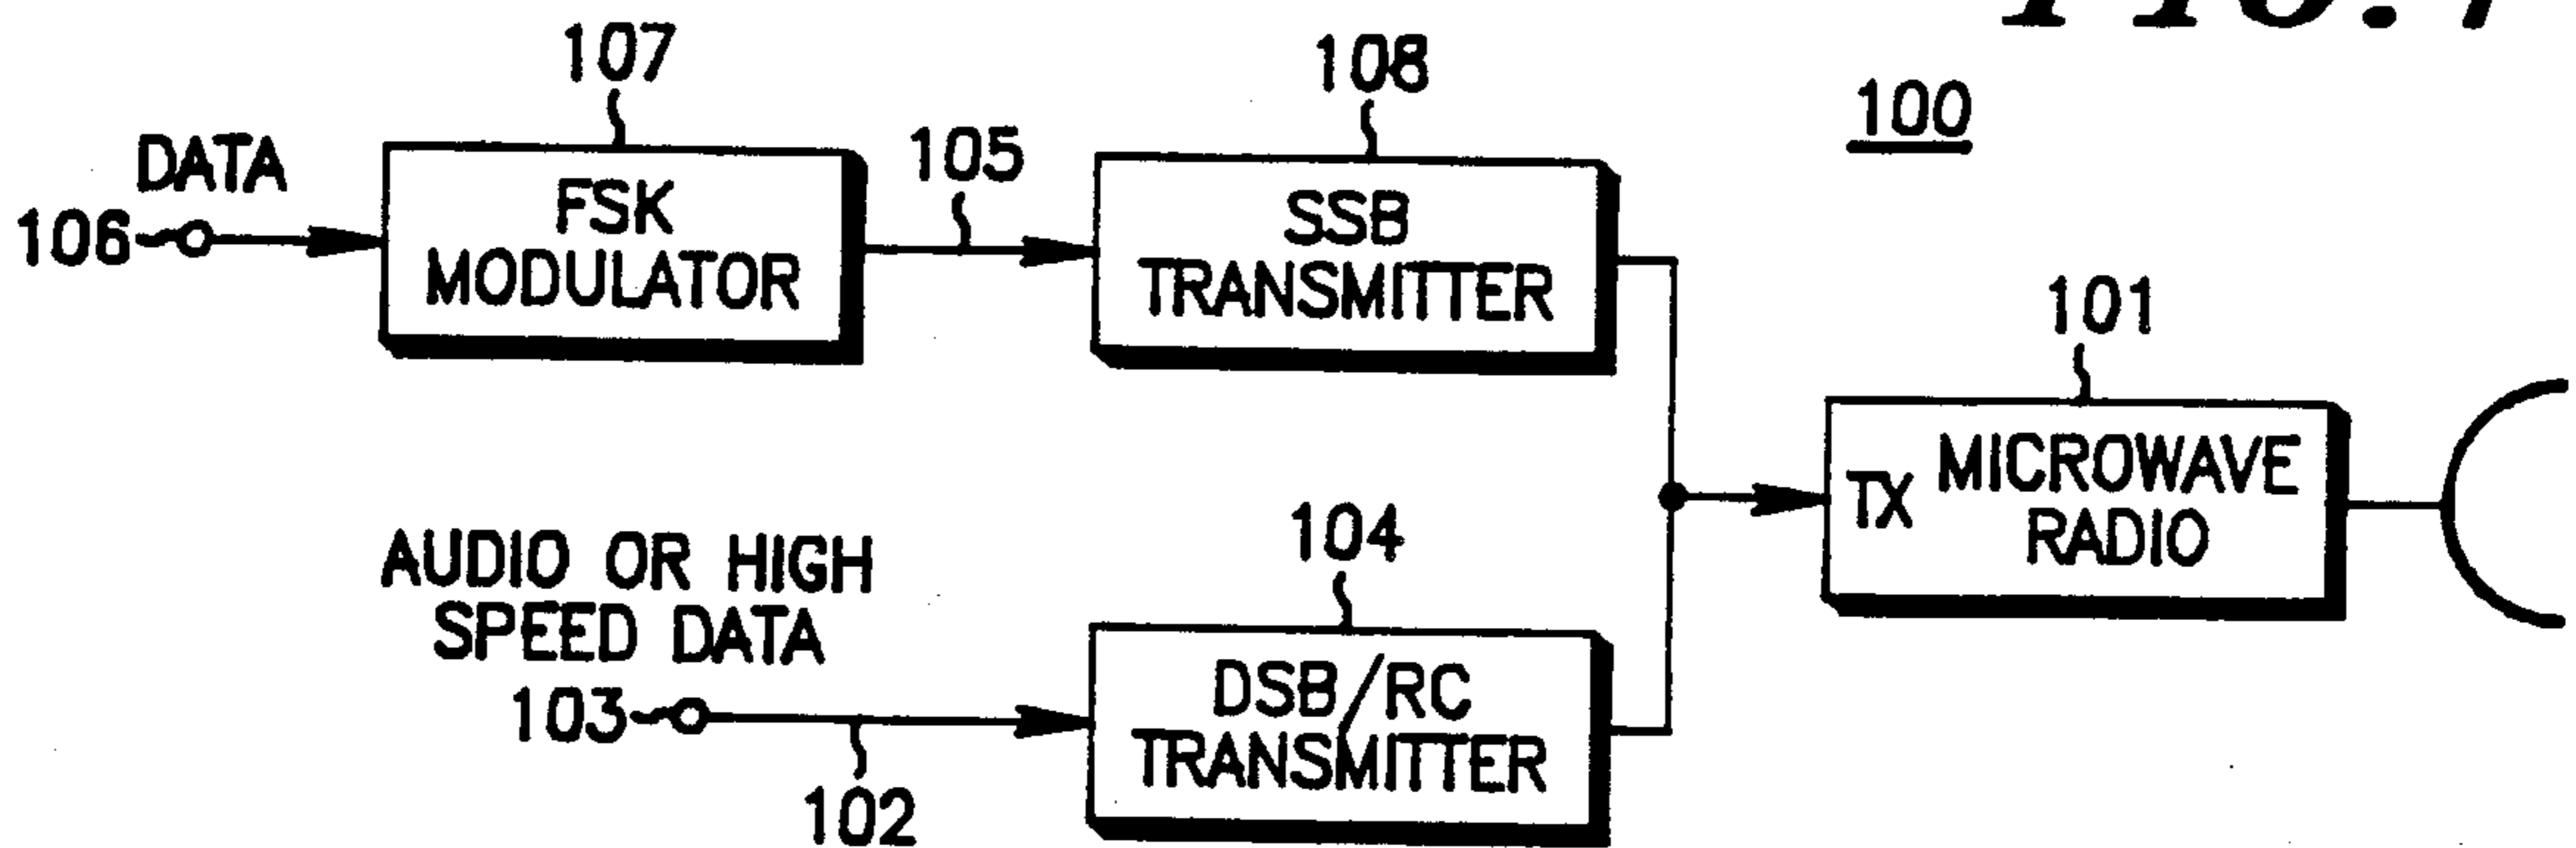 107
108
100
DATA
105
106
FSK
MODULATOR
SSB
TRANSMITTER
101
TX MICROWAVE
RADIO
AUDIO OR HIGH
SPEED DATA
104
103
DSB/RC
TRANSMITTER
102